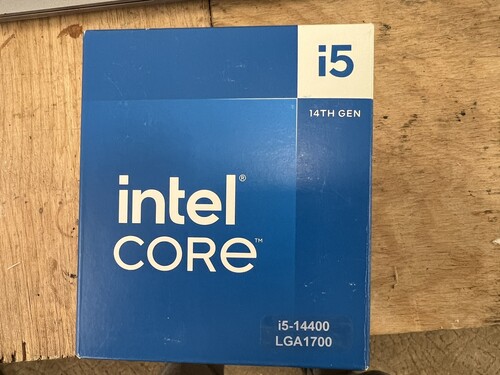 i5
14TH GEN
intel®
CORE™
i5-14400
LGA1700